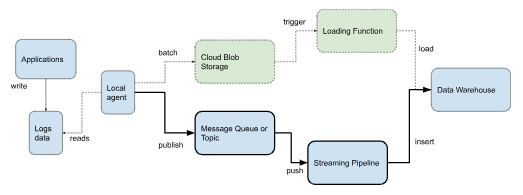 trigger
Loading Function
batch
Cloud Blob
Storage
load
Applications
write
Local
agent
Data Warehouse
Logs
data
reads
publish
Message Queue or
Topic
push
Streaming Pipeline
insert